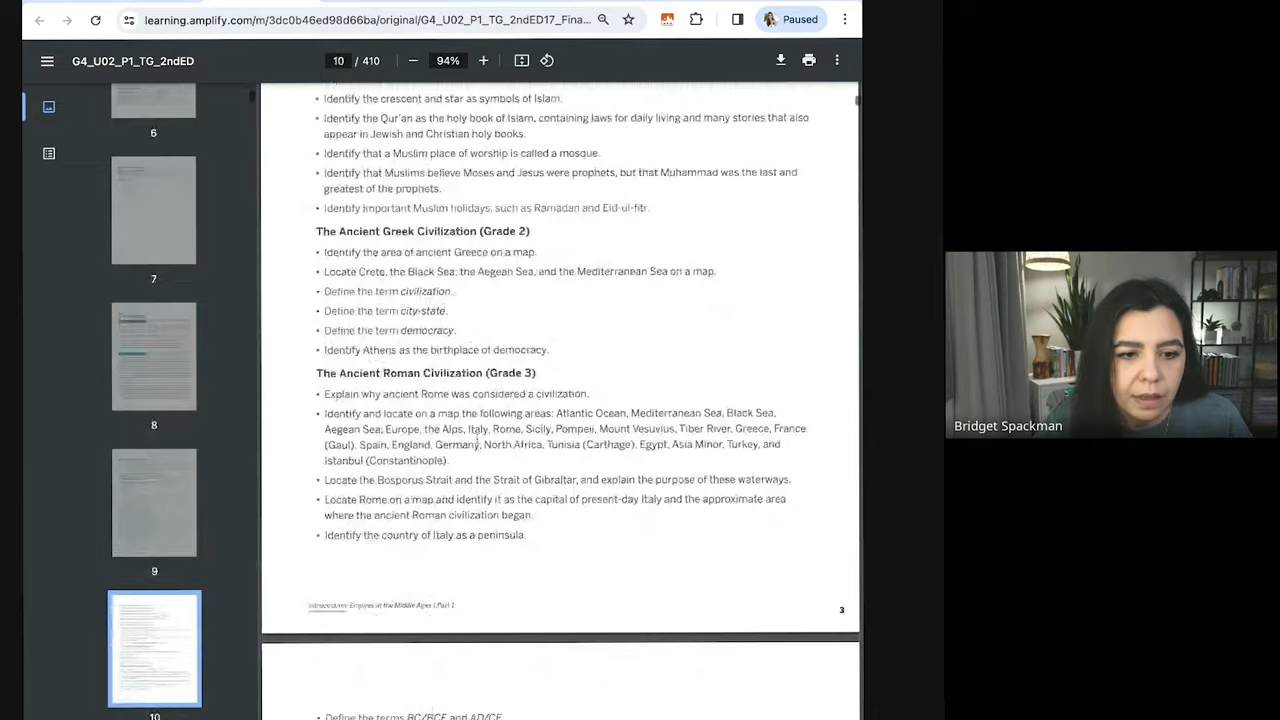 learning.amplify.com/m/3dc0b46ed98d66ba/original/G4_U02_P1_TG_2ndED17_Fina...
Paused
G4_U02_P1_TG_2ndED
10 / 410
94%
6
7
8
9
10
• Identify the crescent and star as symbols of Islam.
• Identify the Qur'an as the holy book of Islam, containing laws for daily living and many stories that also
appear in Jewish and Christian holy books.
• Identify that a Muslim place of worship is called a mosque.
• Identify that Muslims believe Moses and Jesus were prophets, but that Muhammad was the last and
greatest of the prophets.
• Identify important Muslim holidays, such as Ramadan and Eid-ul-fitr.
The Ancient Greek Civilization (Grade 2)
• Identify the area of ancient Greece on a map.
• Locate Crete, the Black Sea, the Aegean Sea, and the Mediterranean Sea on a map.
• Define the term civilization.
• Define the term city-state.
• Define the term democracy.
• Identify Athens as the birthplace of democracy.
The Ancient Roman Civilization (Grade 3)
• Explain why ancient Rome was considered a civilization.
• Identify and locate on a map the following areas: Atlantic Ocean, Mediterranean Sea, Black Sea,
Aegean Sea, Europe, the Alps, Italy, Rome, Sicily, Pompeii, Mount Vesuvius, Tiber River, Greece, France
(Gaul), Spain, England, Germany, North Africa, Tunisia (Carthage), Egypt, Asia Minor, Turkey, and
Istanbul (Constantinople).
• Locate the Bosporus Strait and the Strait of Gibraltar, and explain the purpose of these waterways.
• Locate Rome on a map and identify it as the capital of present-day Italy and the approximate area
where the ancient Roman civilization began.
• Identify the country of Italy as a peninsula.
Introduction: Empires in the Middle Ages | Part 1
3
• Define the terms BC/BCE and AD/CE.
Bridget Spackman